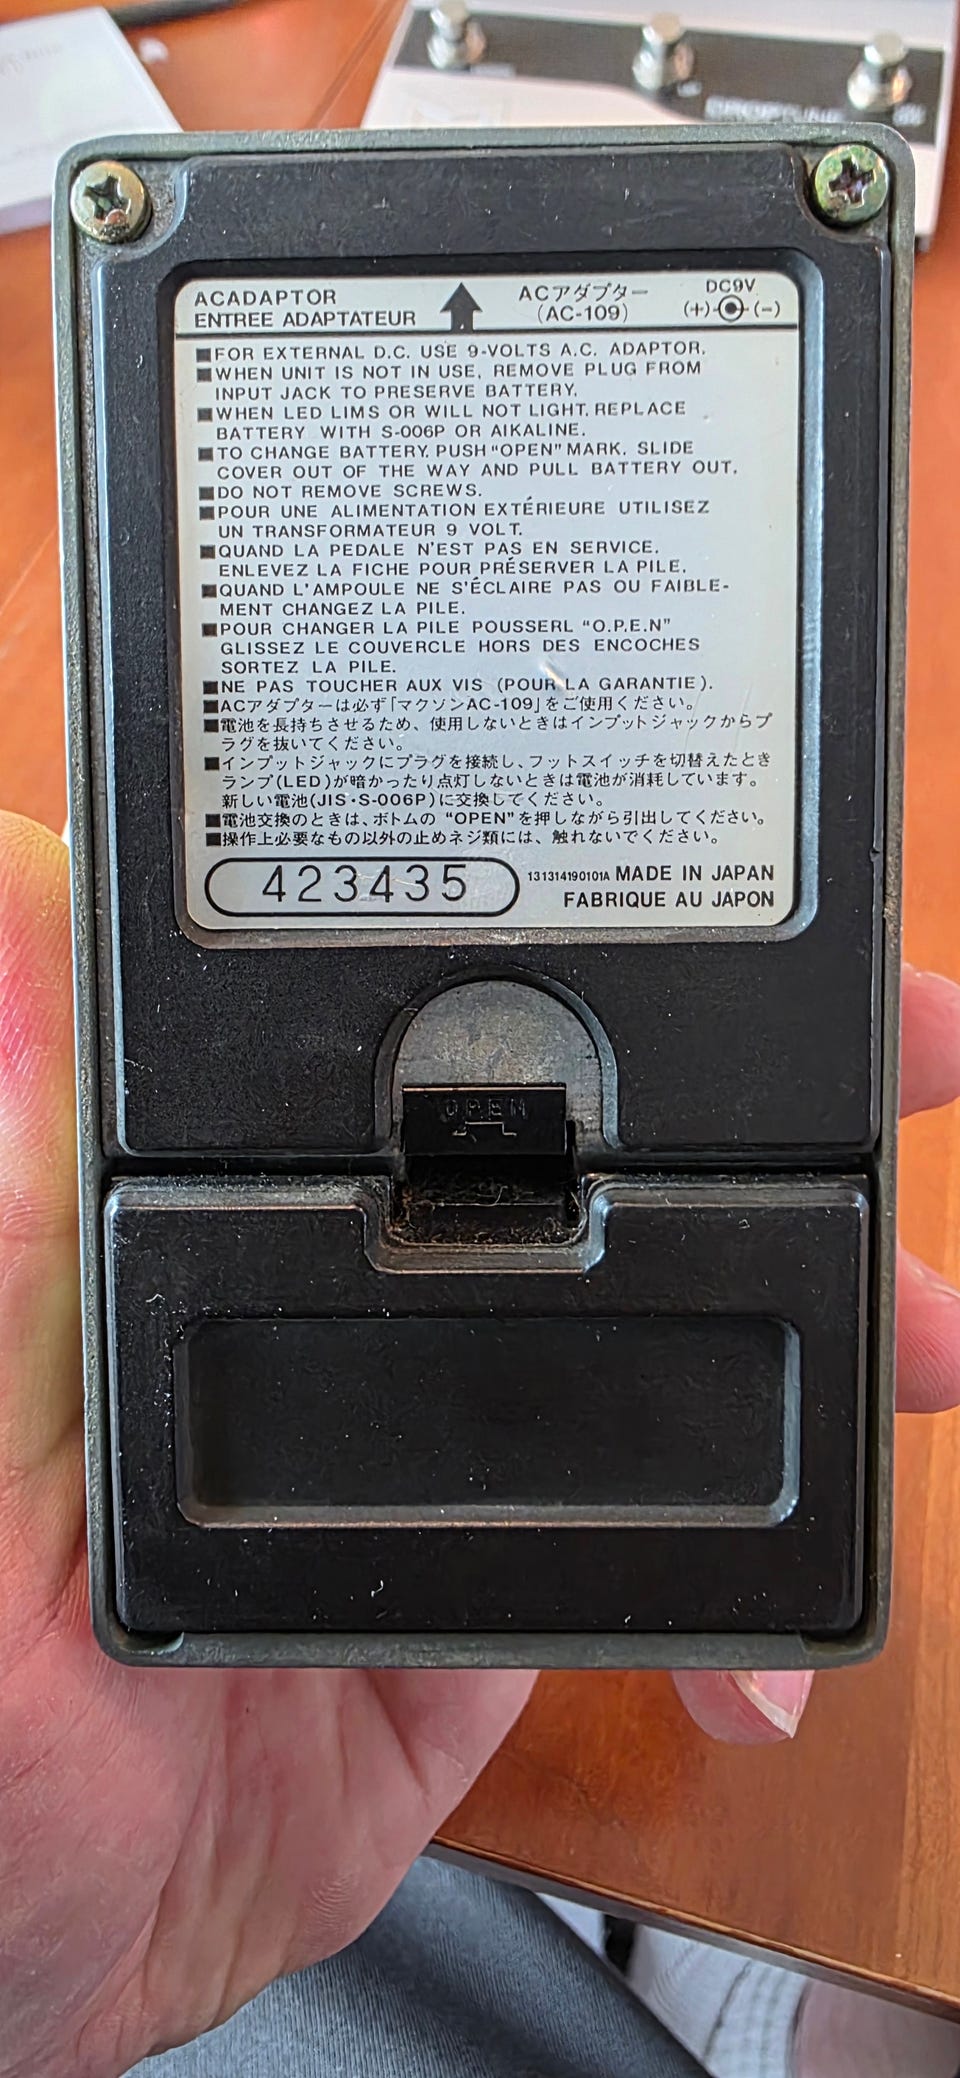 ACADAPTOR
ENTREE ADAPTATEUR
ACアダプター
(AC-109)
DC9V
(+) (-)
■FOR EXTERNAL D.C. USE 9-VOLTS A.C. ADAPTOR.
■WHEN UNIT IS NOT IN USE, REMOVE PLUG FROM
INPUT JACK TO PRESERVE BATTERY.
■WHEN LED LIMS OR WILL NOT LIGHT, REPLACE
BATTERY WITH S-006P OR AIKALINE.
■TO CHANGE BATTERY, PUSH "OPEN" MARK, SLIDE
COVER OUT OF THE WAY AND PULL BATTERY OUT.
■DO NOT REMOVE SCREWS.
■POUR UNE ALIMENTATION EXTÉRIEURE UTILISEZ
UN TRANSFORMATEUR 9 VOLT.
■QUAND LA PEDALE N'EST PAS EN SERVICE,
ENLEVEZ LA FICHE POUR PRÉSERVER LA PILE.
■QUAND L'AMPOULE NE S'ÉCLAIRE PAS OU FAIBLE-
MENT CHANGEZ LA PILE.
■POUR CHANGER LA PILE POUSSERL "O.P.E.N"
GLISSEZ LE COUVERCLE HORS DES ENCOCHES
SORTEZ LA PILE.
■NE PAS TOUCHER AUX VIS (POUR LA GARANTIE).
■ACアダプターは必ず「マクソンAC-109」をご使用ください。
■電池を長持ちさせるため、使用しないときはインプットジャックからプ
ラグを抜いてください。
■インプットジャックにプラグを接続し、フットスイッチを切替えたとき
ランプ(LED)が暗かったり点灯しないときは電池が消耗しています。
新しい電池(JIS・S-006P)に交換してください。
■電池交換のときは、ボトムの "OPEN"を押しながら引出してください。
■操作上必要なもの以外の止めネジ類には、触れないでください。
423435
131314190101A MADE IN JAPAN
FABRIQUE AU JAPON
OPEN